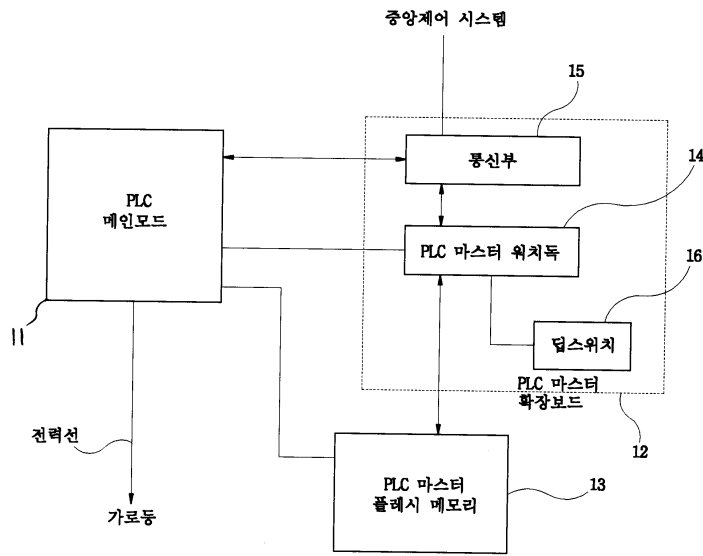 중앙제어 시스템
15
통신부
14
PLC
메인모드
PLC 마스터 워치독
16
딥스위치
11
PLC 마스터
확장보드
12
전력선
PLC 마스터
플레시 메모리
13
가로등